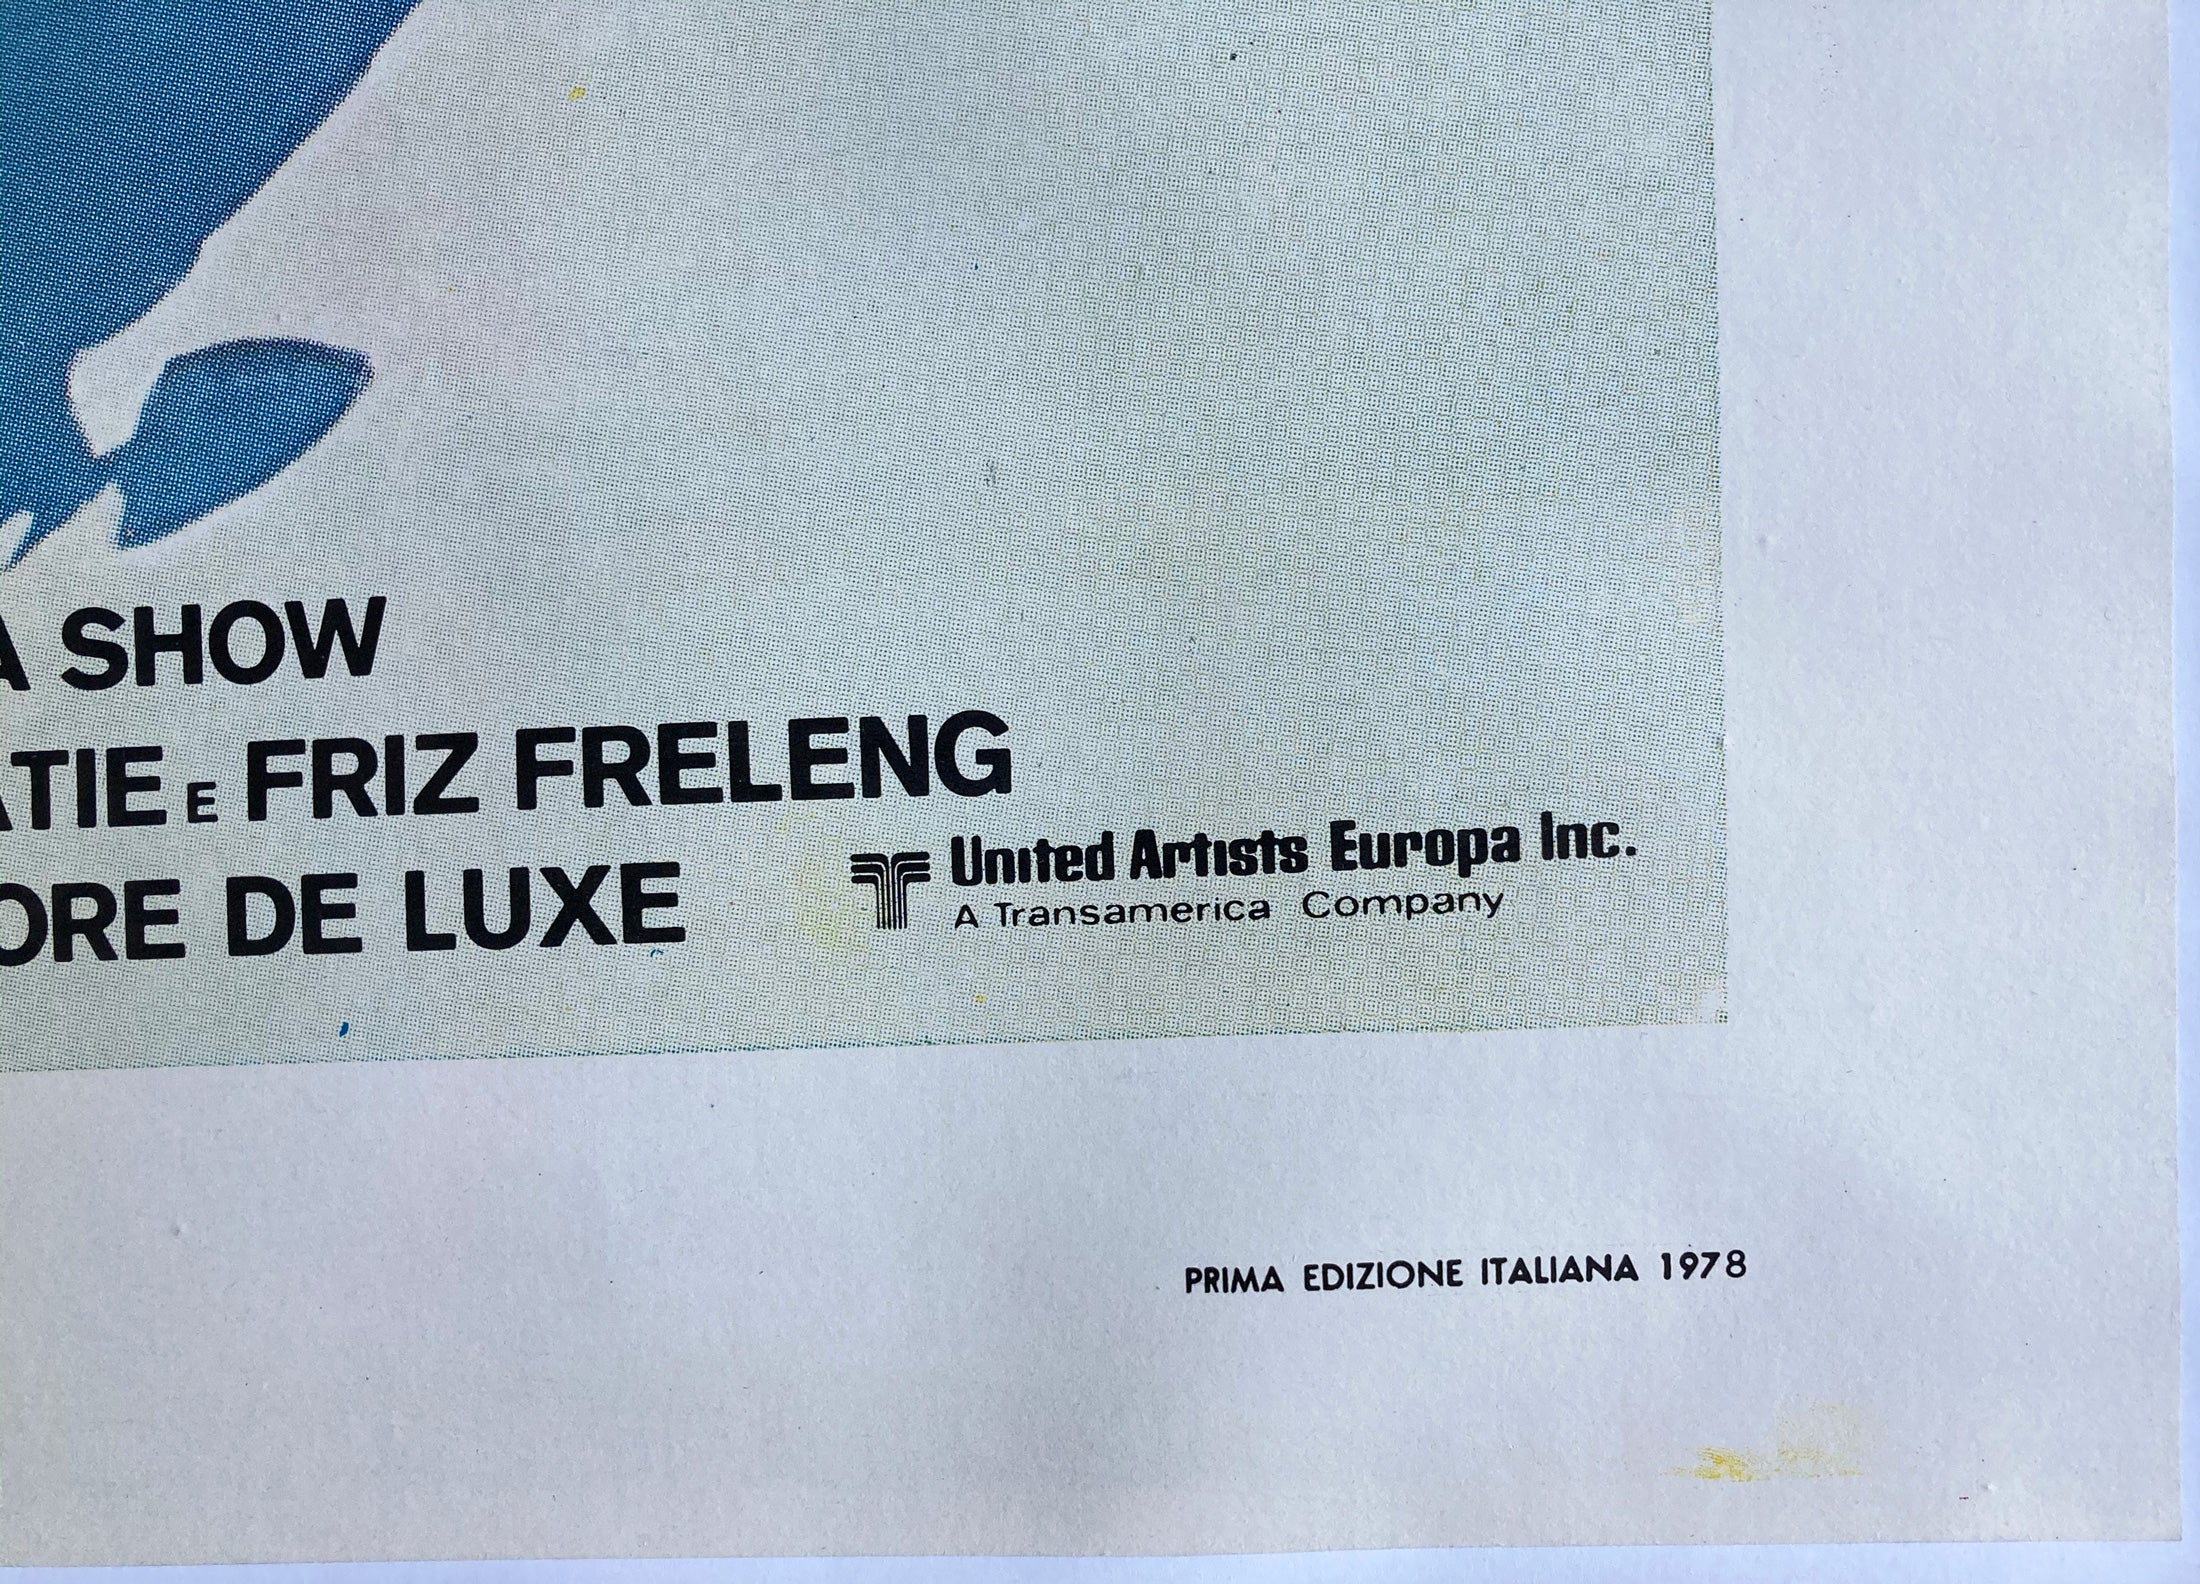 A SHOW
ATIE E FRIZ FRELENG
ORE DE LUXE
United Artists Europa Inc.
A Transamerica Company
PRIMA EDIZIONE ITALIANA 1978